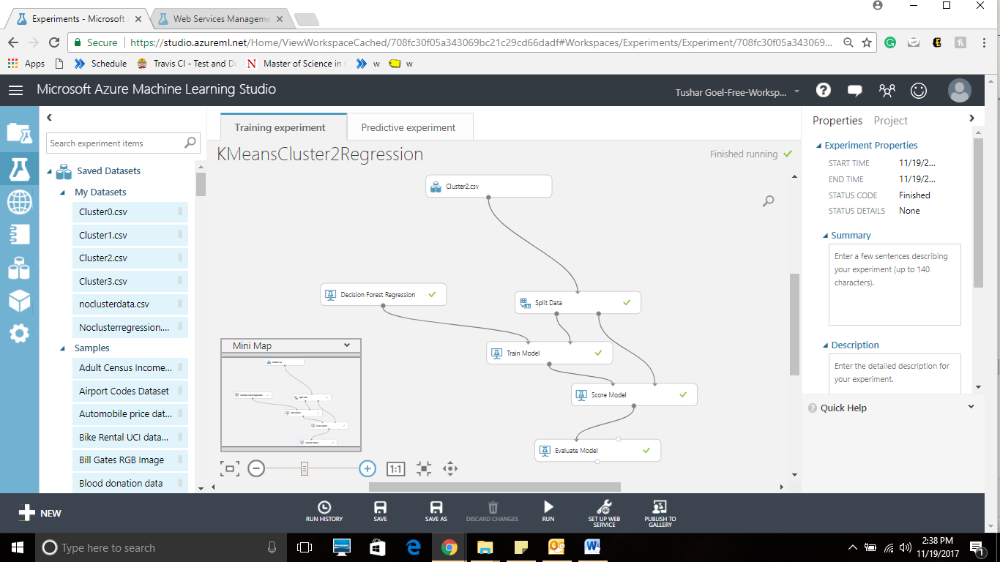 Experiments - Microsoft
Web Services Manageme
Secure
https://studio.azureml.net/Home/ViewWorkspaceCached/708fc30f05a343069bc21c29cd66dadf#Workspaces/Experiments/Experiment/708fc30f05a343069...
Apps
Schedule
Travis CI - Test and D
Master of Science in
w
w
Microsoft Azure Machine Learning Studio
Tushar Goel-Free-Worksp...
Search experiment items
Saved Datasets
My Datasets
Cluster0.csv
Cluster1.csv
Cluster2.csv
Cluster3.csv
noclusterdata.csv
Noclusterregression....
Samples
Adult Census Income...
Airport Codes Dataset
Automobile price dat...
Bike Rental UCI data...
Bill Gates RGB Image
Blood donation data
Training experiment
Predictive experiment
KMeansCluster2Regression
Finished running
Cluster2.csv
Decision Forest Regression
Split Data
Train Model
Score Model
Evaluate Model
Mini Map
1:1
Properties
Project
Experiment Properties
START TIME 11/19/2...
END TIME 11/19/2...
STATUS CODE Finished
STATUS DETAILS None
Summary
Enter a few sentences describing
your experiment (up to 140
characters).
Description
Enter the detailed description for
your experiment.
Quick Help
NEW
RUN HISTORY
SAVE
SAVE AS
DISCARD CHANGES
RUN
SET UP WEB
SERVICE
PUBLISH TO
GALLERY
Type here to search
2:38 PM
11/19/2017
1